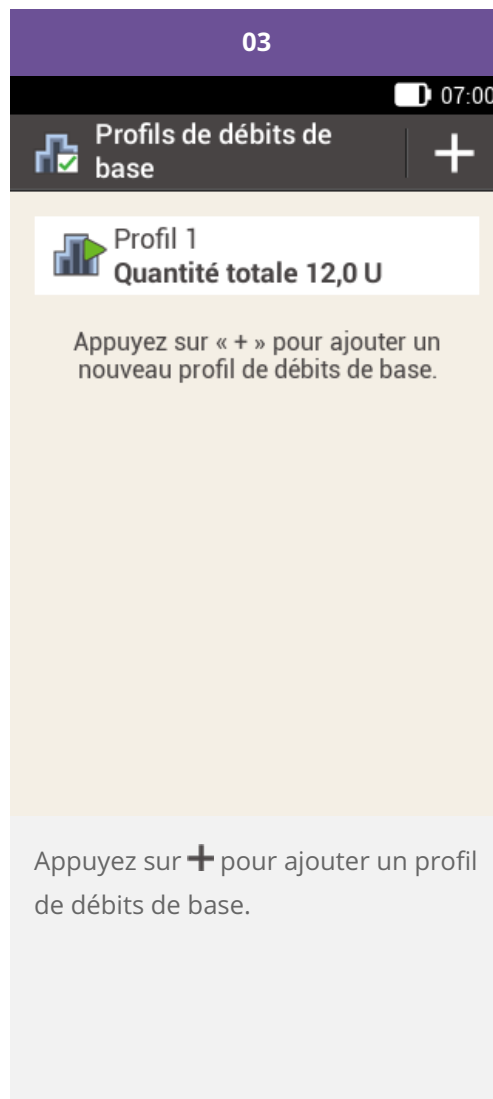 03
07:00
Profils de débits de
base
Profil 1
Quantité totale 12,0 U
Appuyez sur « + » pour ajouter un
nouveau profil de débits de base.
Appuyez sur + pour ajouter un profil
de débits de base.